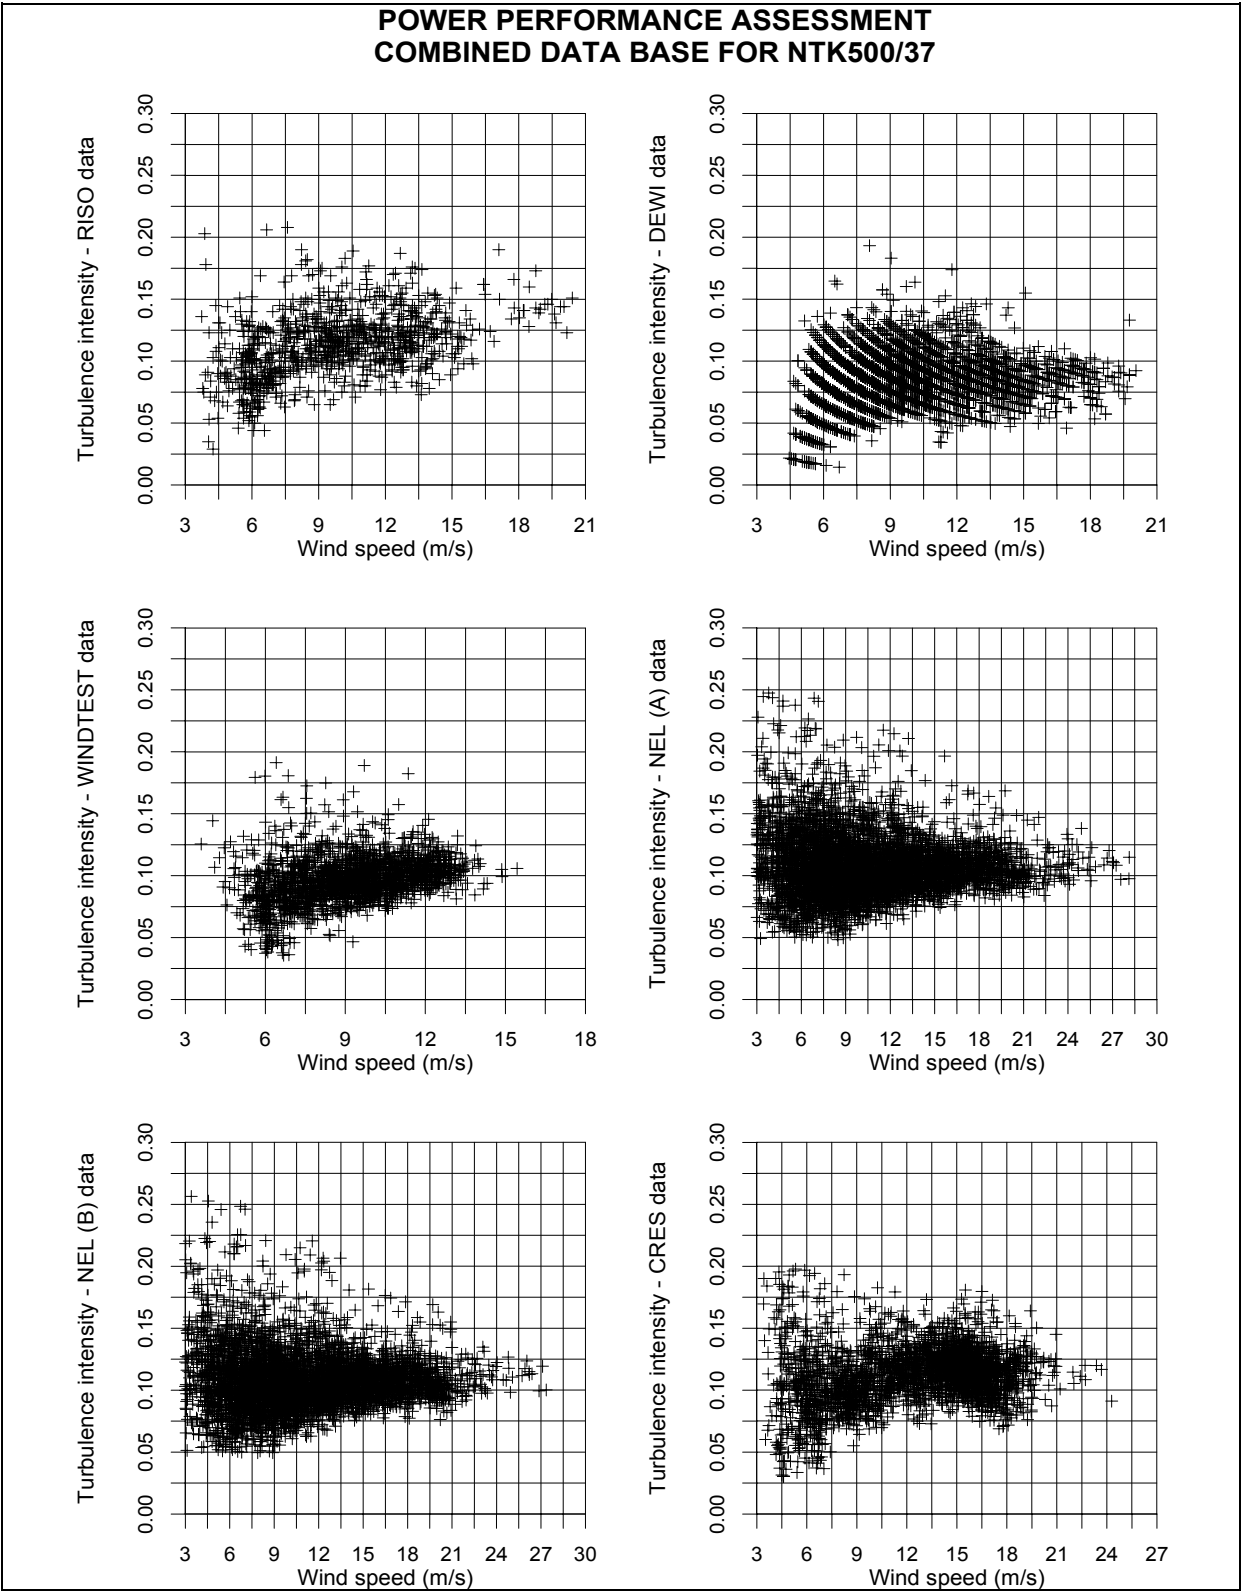 POWER PERFORMANCE ASSESSMENT
COMBINED DATA BASE FOR NTK500/37
Turbulence intensity - RISO data
0.30
0.25
0.20
0.15
0.10
0.05
0.00
3 6 9 12 15 18 21
Wind speed (m/s)
Turbulence intensity - DEWI data
0.30
0.25
0.20
0.15
0.10
0.05
0.00
3 6 9 12 15 18 21
Wind speed (m/s)
Turbulence intensity - WINDTEST data
0.30
0.25
0.20
0.15
0.10
0.05
0.00
3 6 9 12 15 18
Wind speed (m/s)
Turbulence intensity - NEL (A) data
0.30
0.25
0.20
0.15
0.10
0.05
0.00
3 6 9 12 15 18 21 24 27 30
Wind speed (m/s)
Turbulence intensity - NEL (B) data
0.30
0.25
0.20
0.15
0.10
0.05
0.00
3 6 9 12 15 18 21 24 27 30
Wind speed (m/s)
Turbulence intensity - CRES data
0.30
0.25
0.20
0.15
0.10
0.05
0.00
3 6 9 12 15 18 21 24 27
Wind speed (m/s)